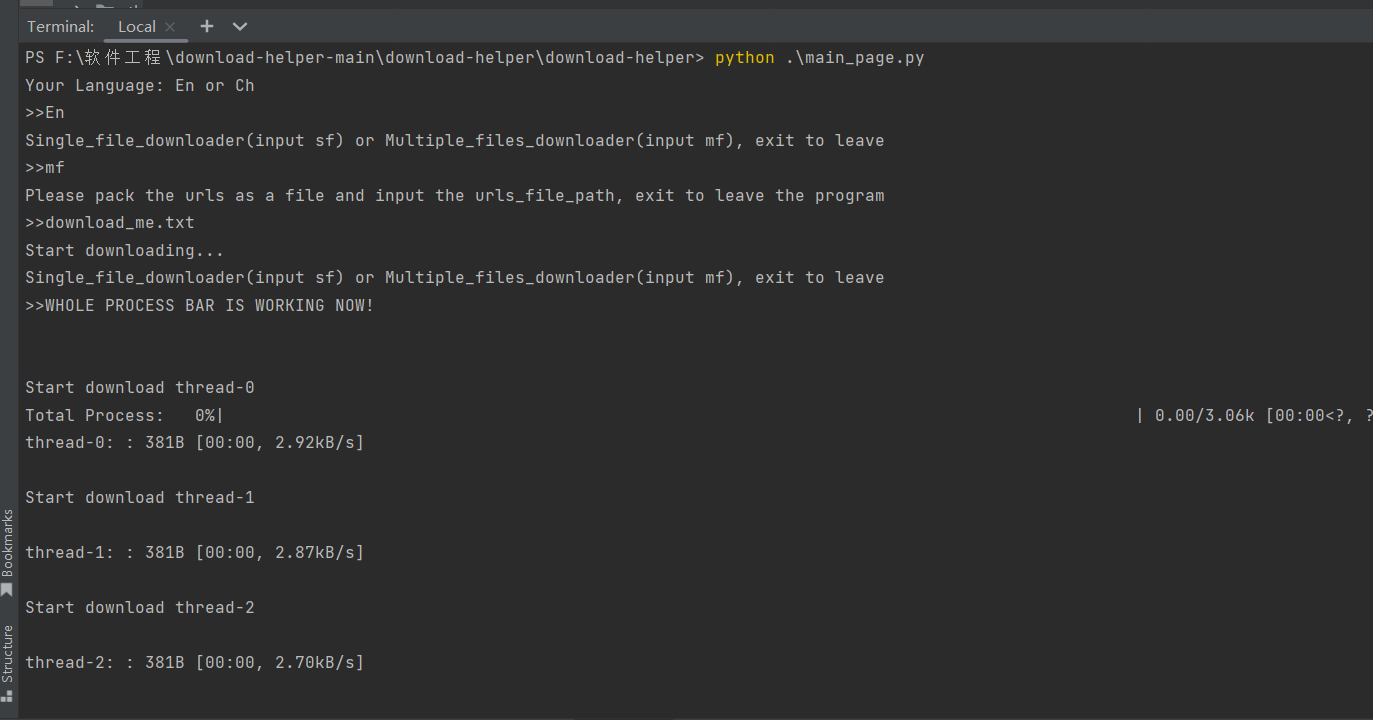 Terminal: Local
PS F:\软件工程\download-helper-main\download-helper\download-helper> python .\main_page.py
Your Language: En or Ch
>>En
Single_file_downloader(input sf) or Multiple_files_downloader(input mf), exit to leave
>>mf
Please pack the urls as a file and input the urls_file_path, exit to leave the program
>>download_me.txt
Start downloading...
Single_file_downloader(input sf) or Multiple_files_downloader(input mf), exit to leave
>>WHOLE PROCESS BAR IS WORKING NOW!
Start download thread-0
Total Process:   0%|                                        | 0.00/3.06k [00:00<?, ?
thread-0: : 381B [00:00, 2.92kB/s]
Start download thread-1
thread-1: : 381B [00:00, 2.87kB/s]
Start download thread-2
thread-2: : 381B [00:00, 2.70kB/s]
Bookmarks
Structure